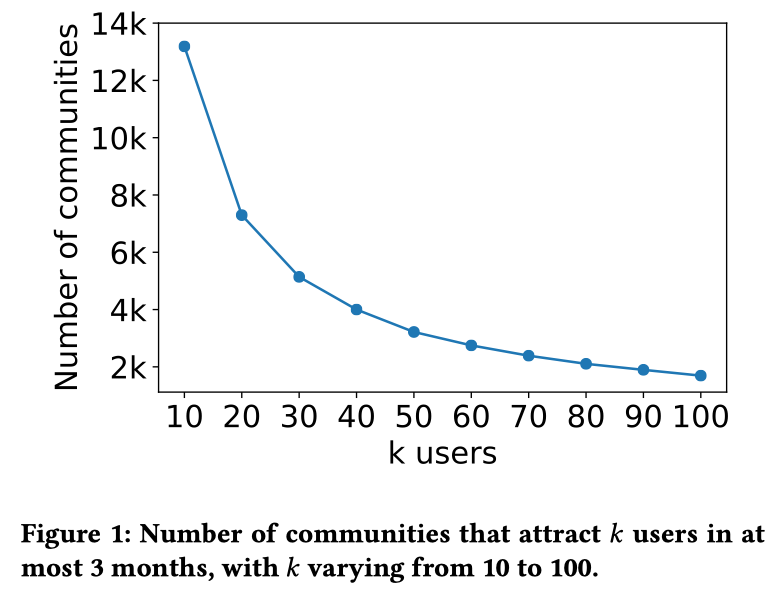 14k
12k
10k
8k
6k
4k
2k
Number of communities
10 20 30 40 50 60 70 80 90 100
k users
Figure 1: Number of communities that attract k users in at
most 3 months, with k varying from 10 to 100.